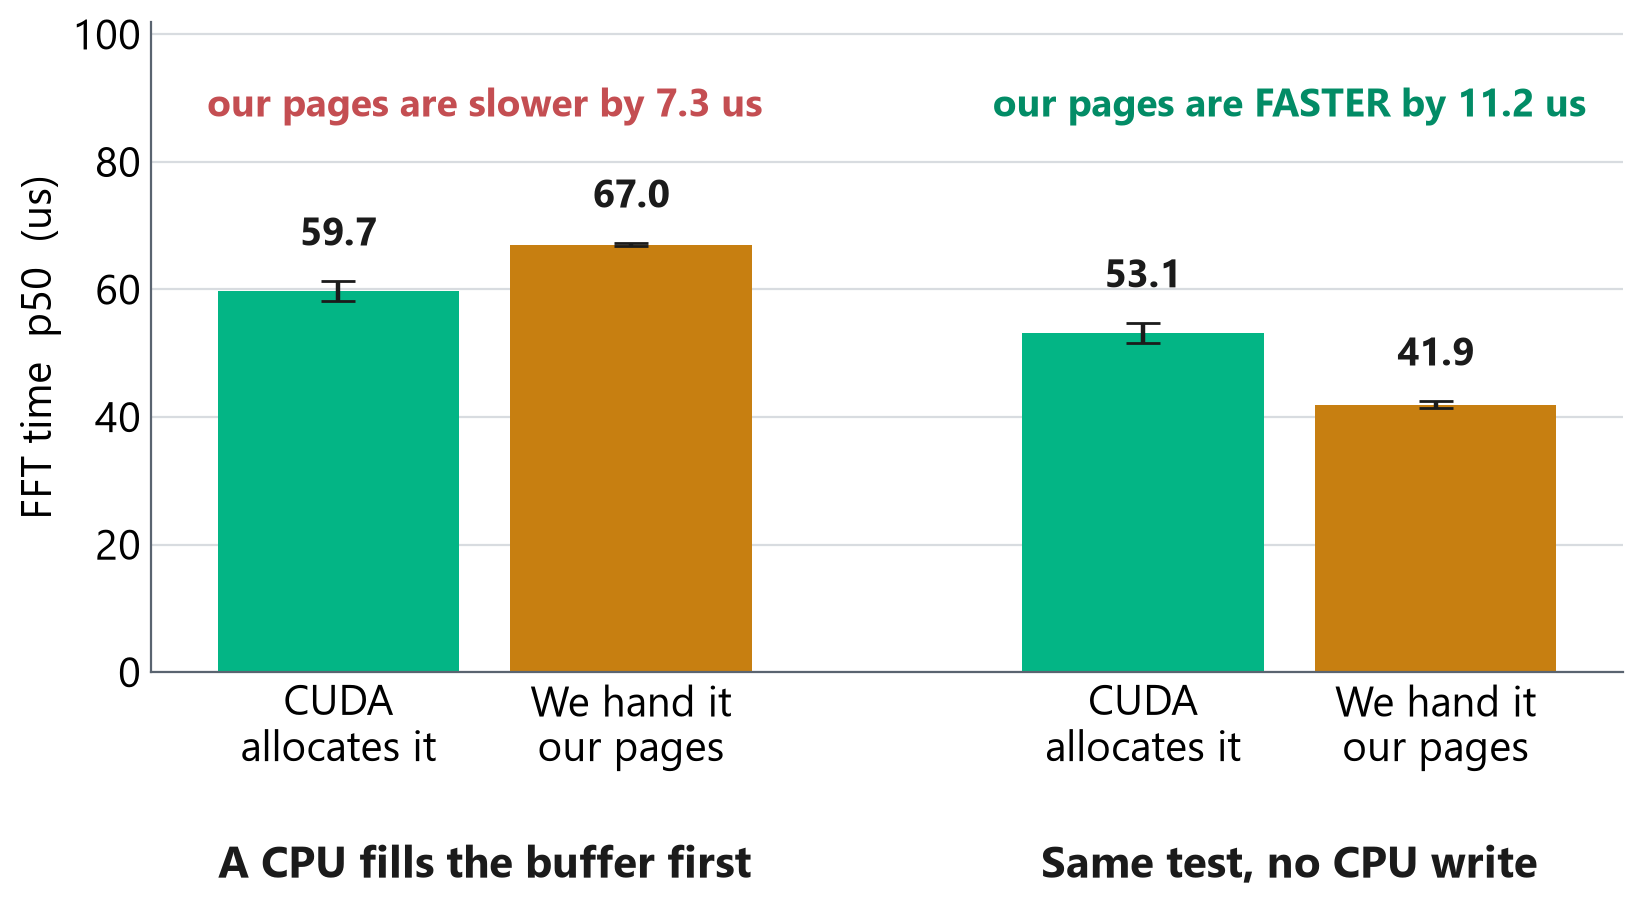 100
80
60
40
20
0
FFT time p50 (us)
our pages are slower by 7.3 us
our pages are FASTER by 11.2 us
59.7
67.0
53.1
41.9
CUDA
allocates it
We hand it
our pages
CUDA
allocates it
We hand it
our pages
A CPU fills the buffer first
Same test, no CPU write